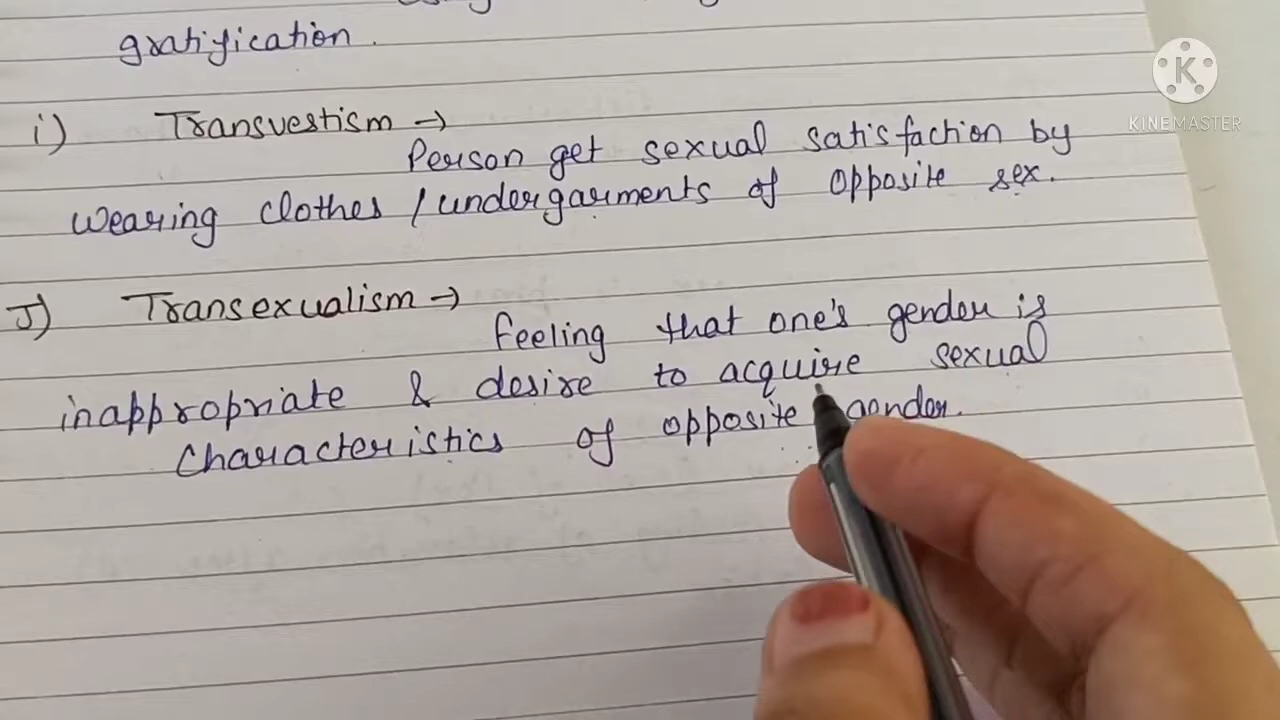 gratification.
i) Transvestism →
Person get sexual satisfaction by
wearing clothes / undergarments of opposite sex.
J) Transexualism →
feeling that one's gender is
inappropriate & desire to acquire sexual
characteristics of opposite gender.
KINEMASTER